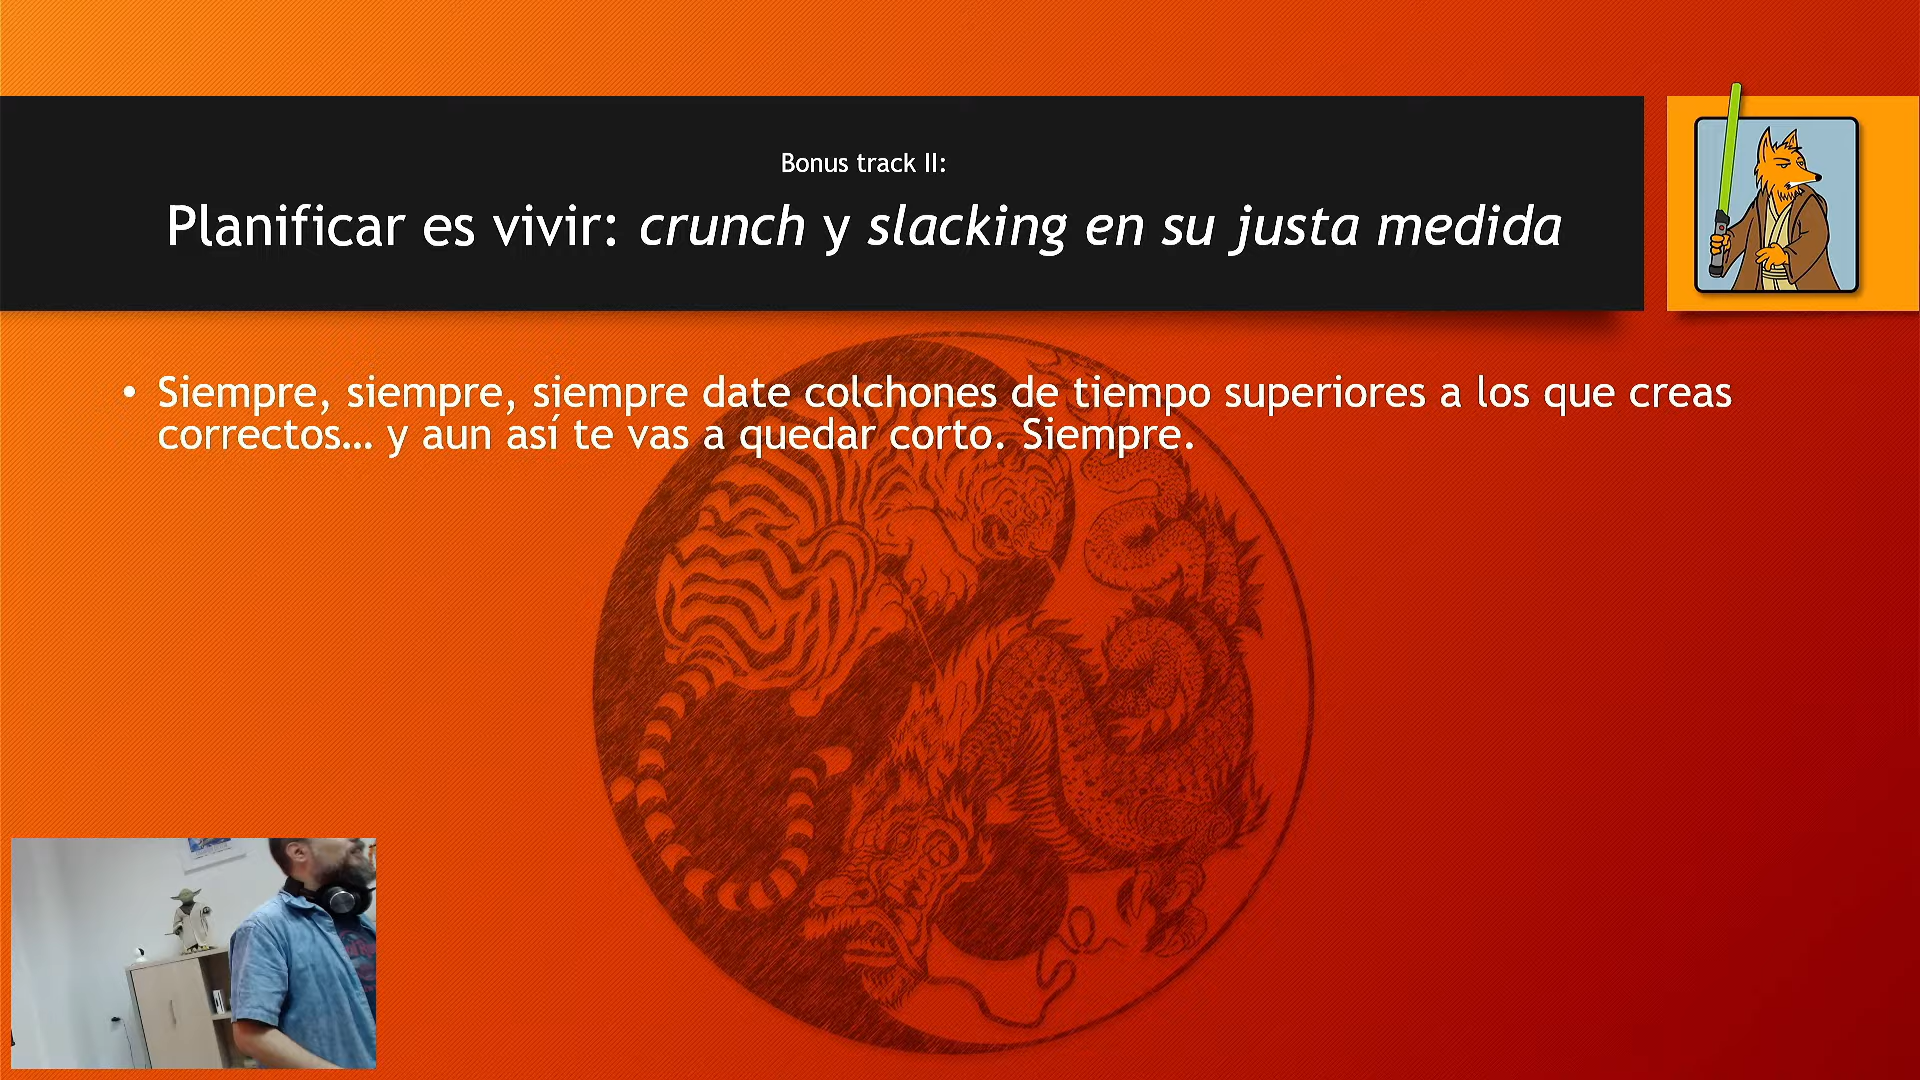 Bonus track II:
Planificar es vivir: crunch y slacking en su justa medida
• Siempre, siempre, siempre date colchones de tiempo superiores a los que creas
correctos… y aun así te vas a quedar corto. Siempre.